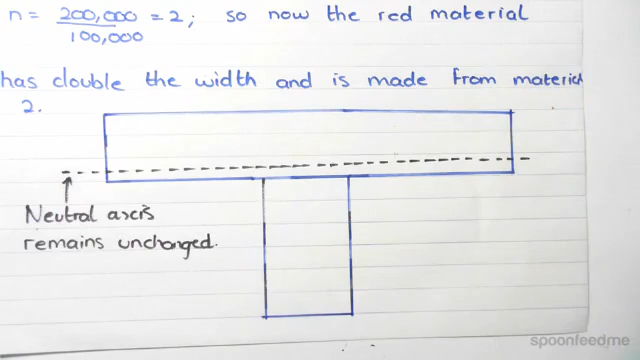 n = 200,000 = 2; so now the red material
100,000
has double the width and is made from material
2.
Neutral axis
remains unchanged.
spoonfeedme